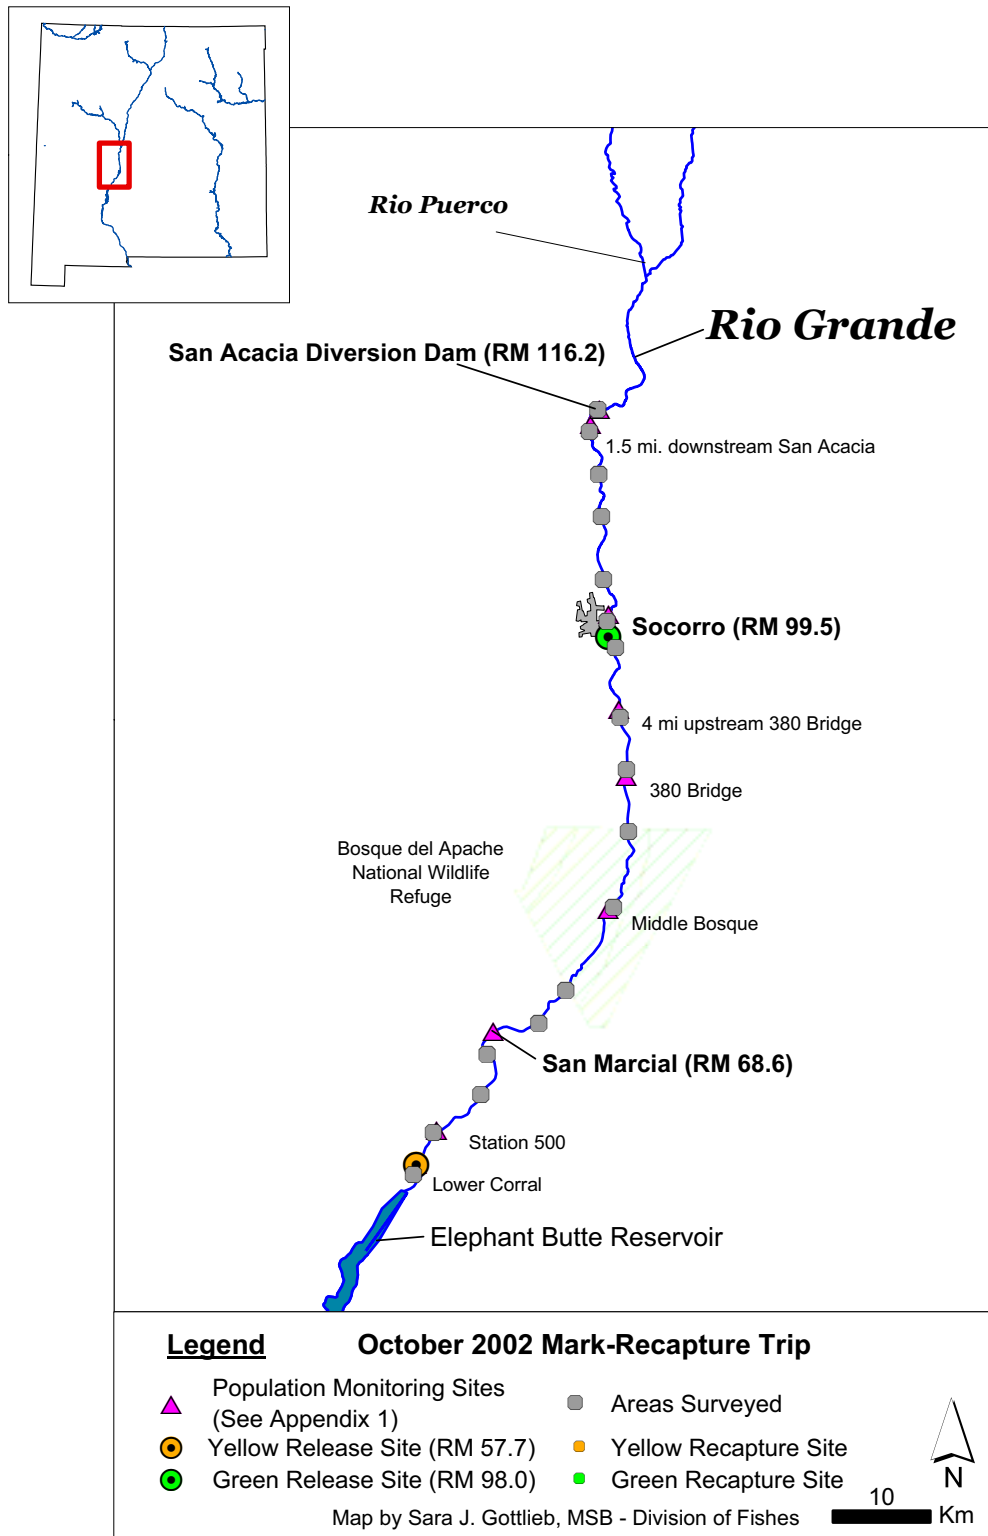 Rio Puerco
Rio Grande
San Acacia Diversion Dam (RM 116.2)
1.5 mi. downstream San Acacia
Socorro (RM 99.5)
4 mi upstream 380 Bridge
380 Bridge
Bosque del Apache
National Wildlife
Refuge
Middle Bosque
San Marcial (RM 68.6)
Station 500
Lower Corral
Elephant Butte Reservoir
Legend
October 2002 Mark-Recapture Trip
Population Monitoring Sites
(See Appendix 1)
Yellow Release Site (RM 57.7)
Green Release Site (RM 98.0)
Areas Surveyed
Yellow Recapture Site
Green Recapture Site
N
10
Km
Map by Sara J. Gottlieb, MSB - Division of Fishes